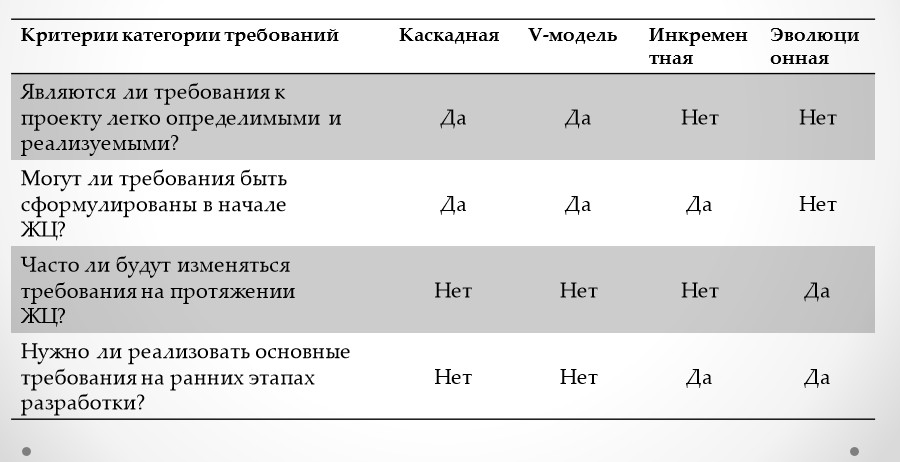 Критерии категории требований Каскадная V-модель Инкремен Эволюци
тная онная
Являются ли требования к
проекту легко определимыми и Да Да Нет Нет
реализуемыми?
Могут ли требования быть
сформулированы в начале Да Да Да Нет
ЖЦ?
Часто ли будут изменяться
требования на протяжении Нет Нет Нет Да
ЖЦ?
Нужно ли реализовать основные
требования на ранних этапах Нет Нет Да Да
разработки?